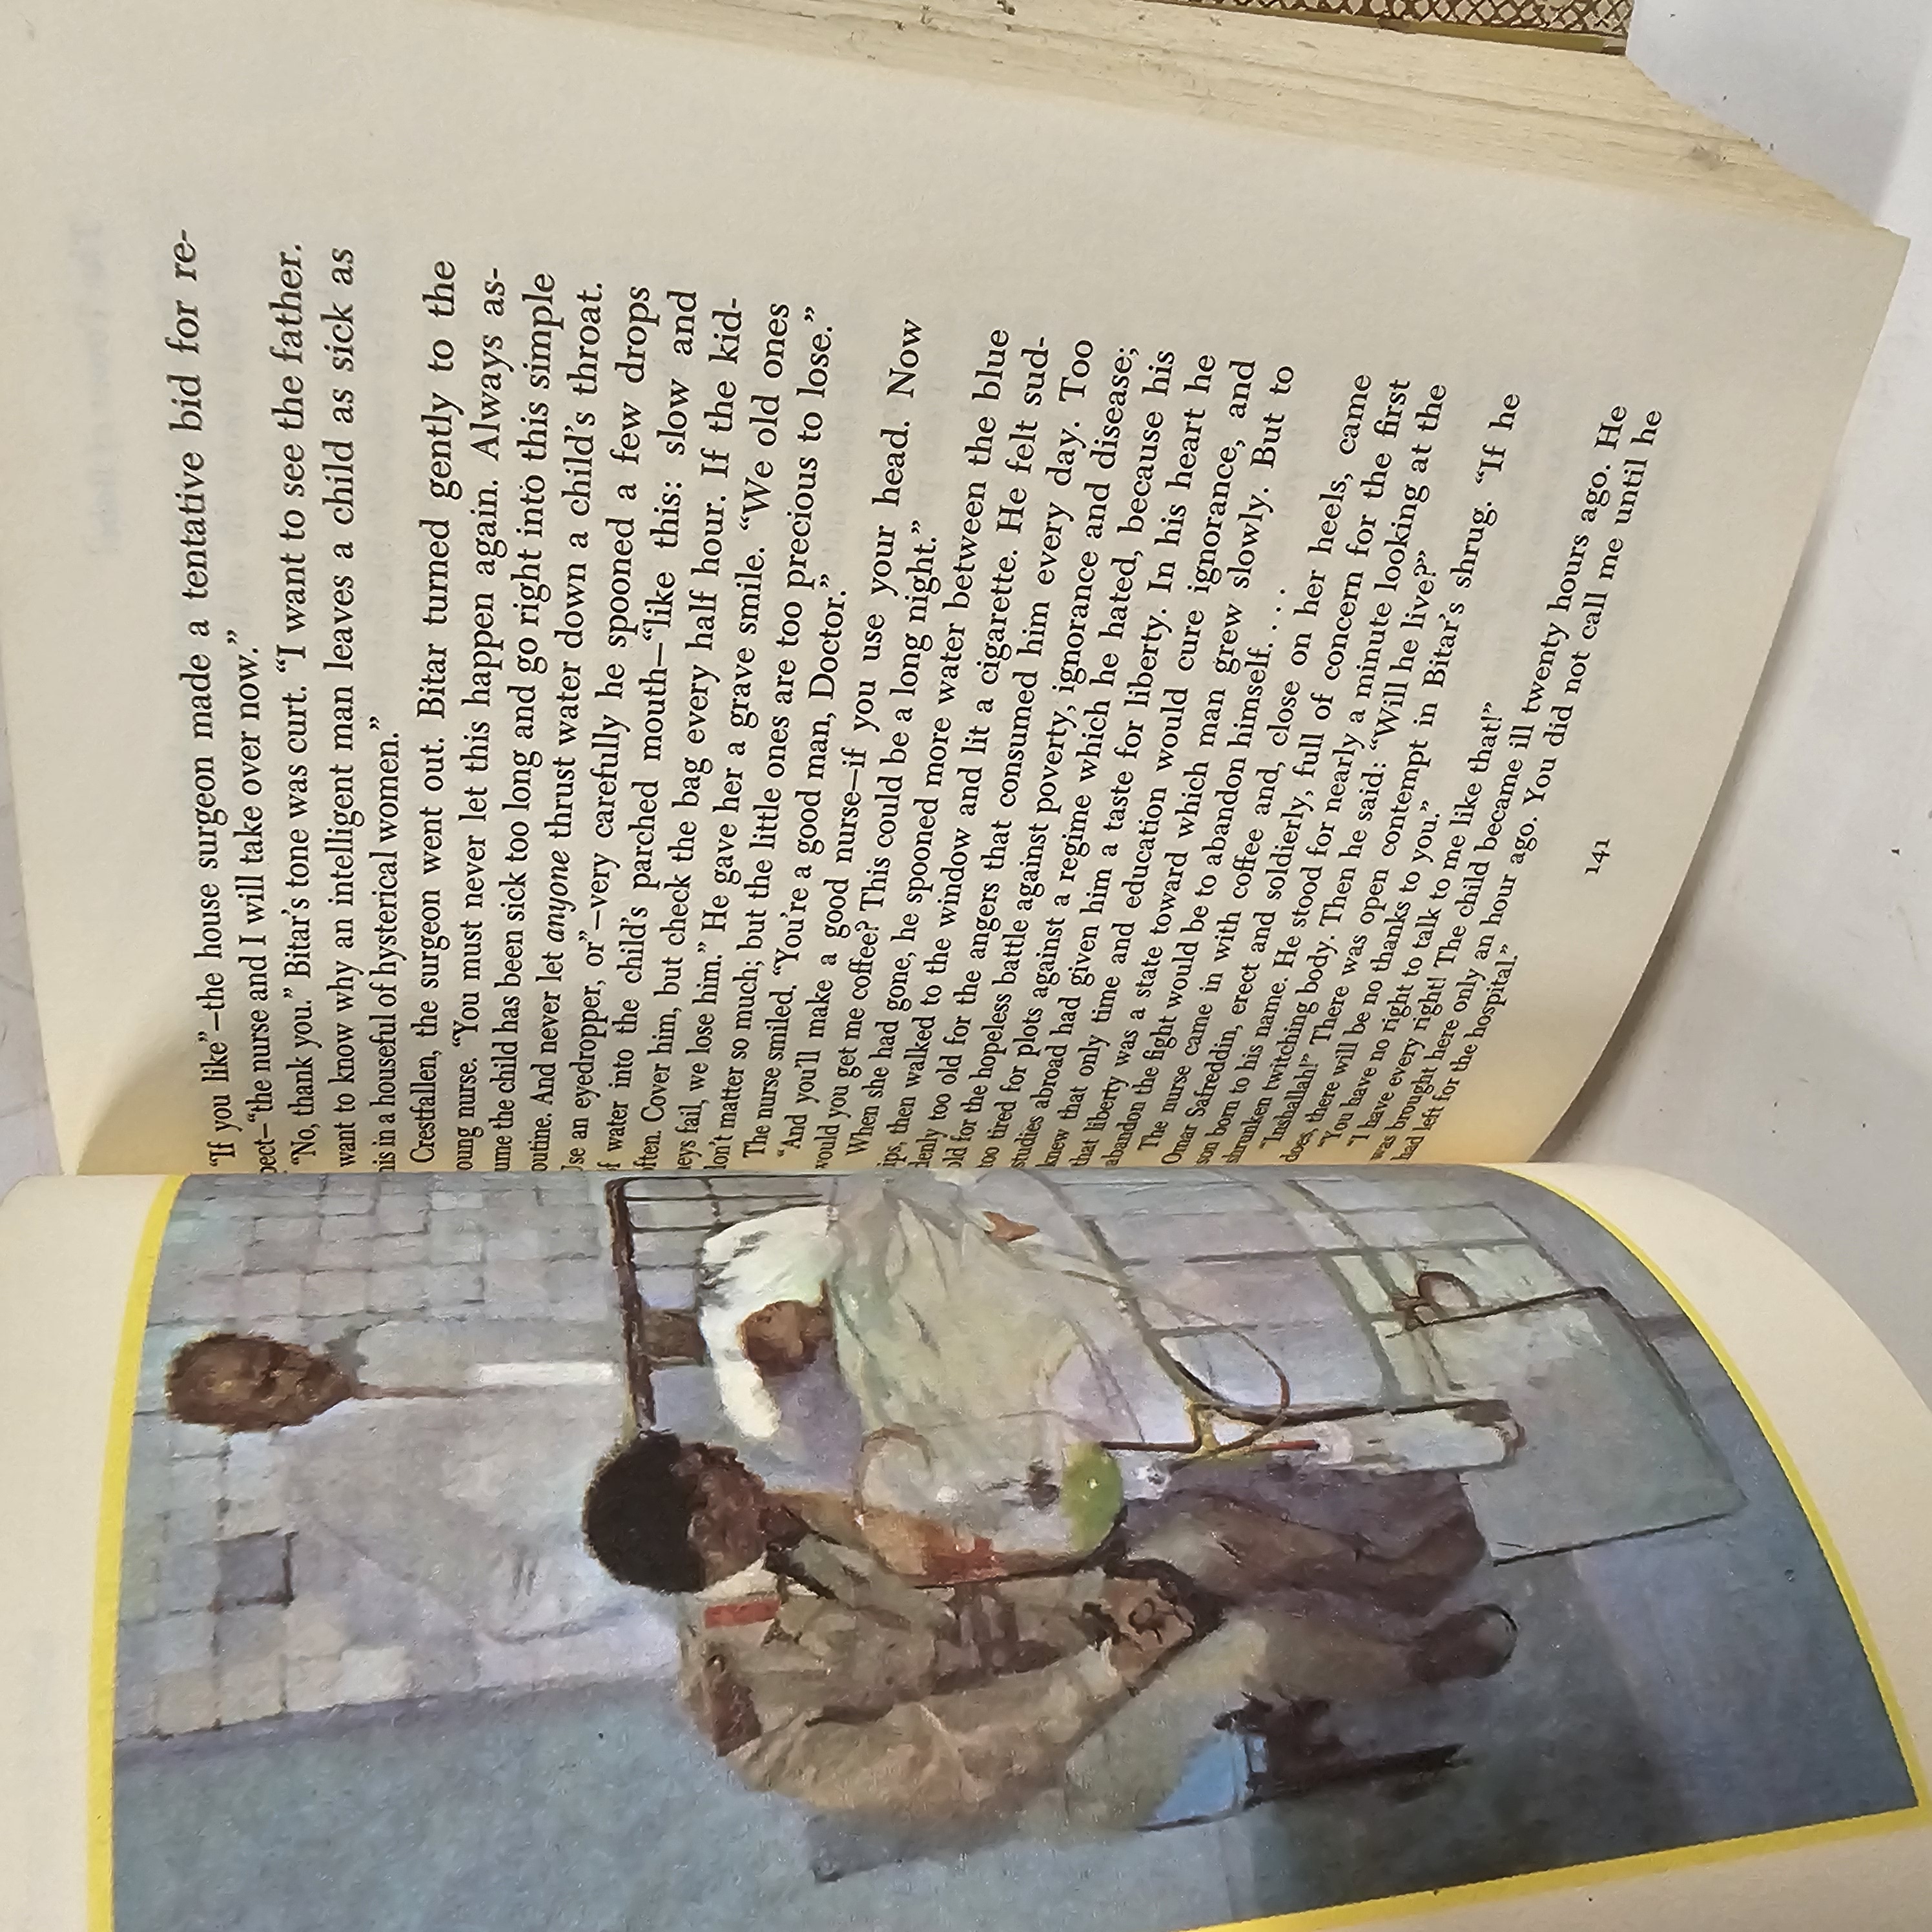 “If you like”—the house surgeon made a tentative bid for re-
pect—“the nurse and I will take over now.”
“No, thank you.” Bitar’s tone was curt. “I want to see the father.
want to know why an intelligent man leaves a child as sick as
his in a houseful of hysterical women.”
Crestfallen, the surgeon went out. Bitar turned gently to the
oung nurse. “You must never let this happen again. Always as-
ume the child has been sick too long and go right into this simple
outine. And never let anyone thrust water down a child’s throat.
Use an eyedropper, or”—very carefully he spooned a few drops
f water into the child’s parched mouth—“like this: slow and
ften. Cover him, but check the bag every half hour. If the kid-
neys fail, we lose him.” He gave her a grave smile. “We old ones
don’t matter so much; but the little ones are too precious to lose.”
The nurse smiled. “You’re a good man, Doctor.”
“And you’ll make a good nurse—if you use your head. Now
would you get me coffee? This could be a long night.”
When she had gone, he spooned more water between the blue
ips, then walked to the window and lit a cigarette. He felt sud-
denly too old for the angers that consumed him every day. Too
old for the hopeless battle against poverty, ignorance and disease;
too tired for plots against a regime which he hated, because his
studies abroad had given him a taste for liberty. In his heart he
knew that only time and education would cure ignorance, and
that liberty was a state toward which man grew slowly. But to
abandon the fight would be to abandon himself. . . .
The nurse came in with coffee and, close on her heels, came
Omar Safreddin, erect and soldierly, full of concern for the first
son born to his name. He stood for nearly a minute looking at the
shrunken twitching body. Then he said: “Will he live?”
“Inshallah!” There was open contempt in Bitar’s shrug. “If he
does, there will be no thanks to you.”
“You have no right to talk to me like that!”
“I have every right! The child became ill twenty hours ago. He
was brought here only an hour ago. You did not call me until he
had left for the hospital.”
141